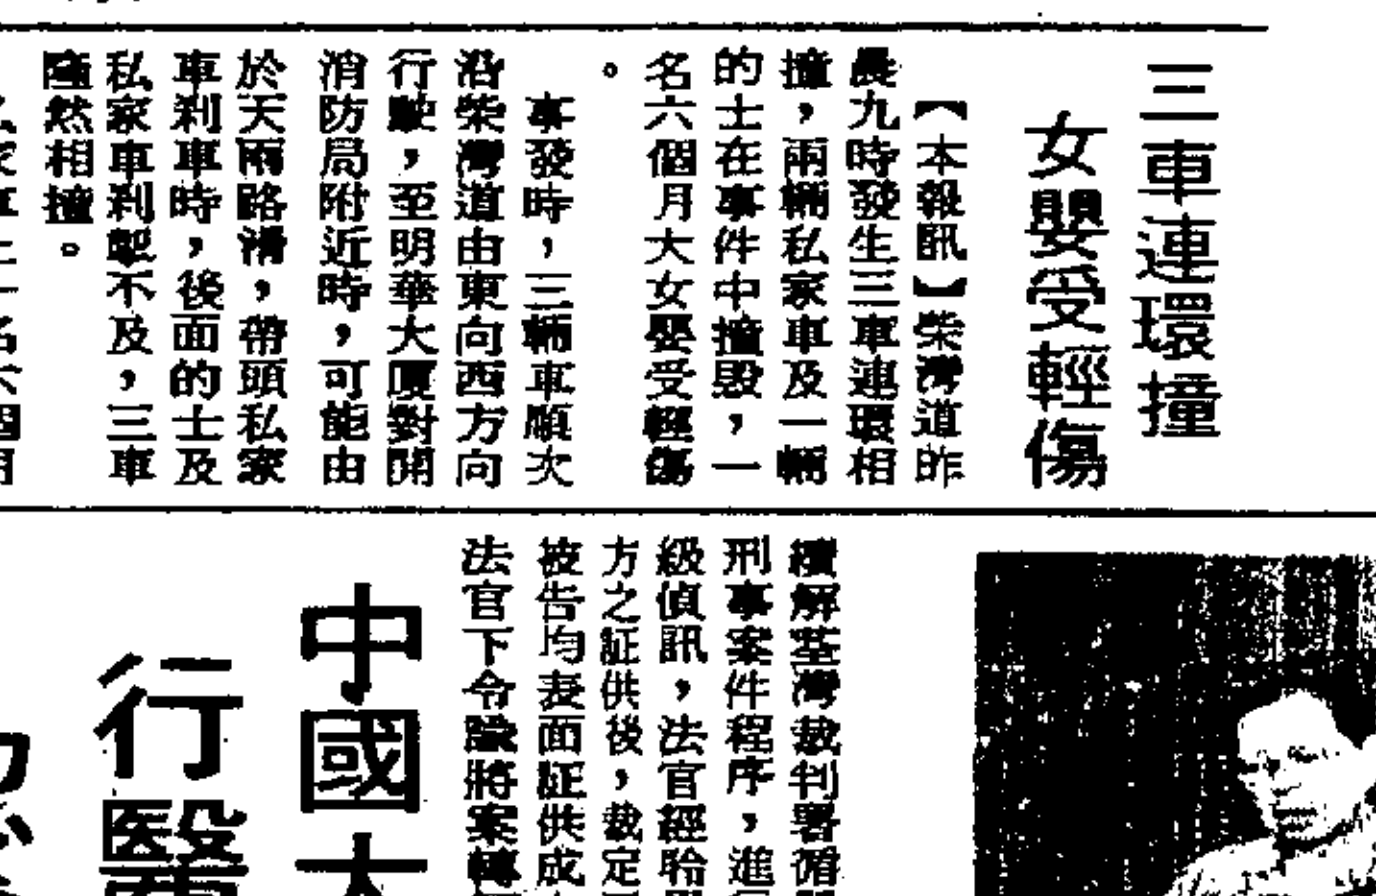 三車連環撞
女嬰受輕傷
【本報訊】柴灣道昨
晨九時發生三車連環相
撞，兩輛私家車及一輛
的士在事件中撞毀，一
名六個月大女嬰受輕傷
。
事發時，三輛車順次
沿柴灣道由東向西方向
行駛，至明華大廈對開
消防局附近時，可能由
於天雨路滑，帶頭私家
車剎車時，後面的士及
私家車剎掣不及，三車
隆然相撞。
續解荃灣裁判署循
刑事案件程序，進
級偵訊，法官經聆
方之証供後，裁定
被告均表面証供成
法官下令將案轉
中國
行醫